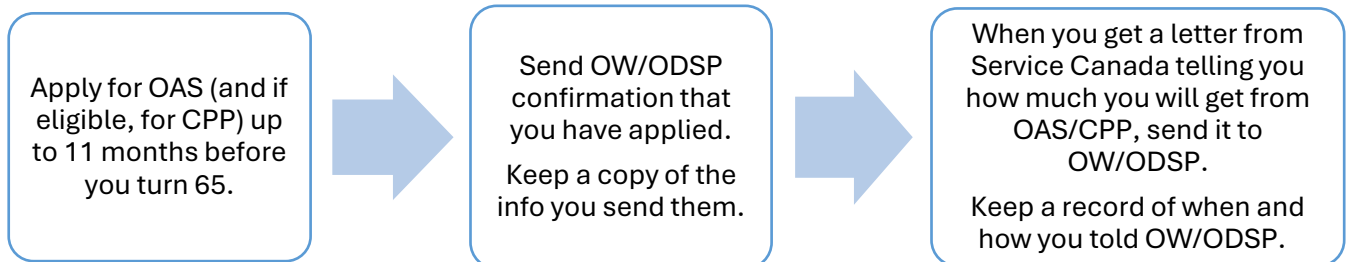 Apply for OAS (and if
eligible, for CPP) up
to 11 months before
you turn 65.
Send OW/ODSP
confirmation that
you have applied.
Keep a copy of the
info you send them.
When you get a letter from
Service Canada telling you
how much you will get from
OAS/CPP, send it to
OW/ODSP.
Keep a record of when and
how you told OW/ODSP.